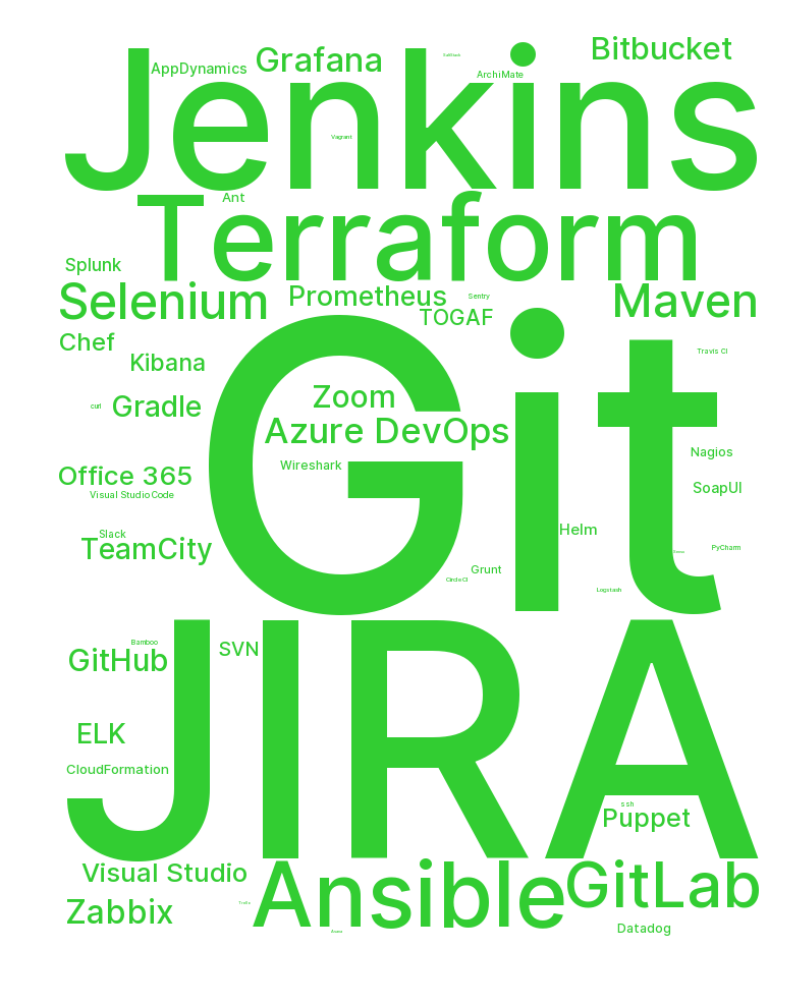 Bitbucket
Grafana
AppDynamics
ArchiMate
Jenkins
Vagrant
Ant
Terraform
Splunk
Selenium
Prometheus
Sentry
Maven
TOGAF
Chef
Kibana
Travis CI
Git
Zoom
curl
Gradle
Azure DevOps
Nagios
Wireshark
Office 365
SoapUI
Visual Studio Code
Helm
Slack
TeamCity
PyCharm
Grunt
CircleCI
Logstash
JIRA
Bamboo
SVN
GitHub
ELK
CloudFormation
ssh
Puppet
Visual Studio
Ansible
GitLab
Zabbix
Datadog